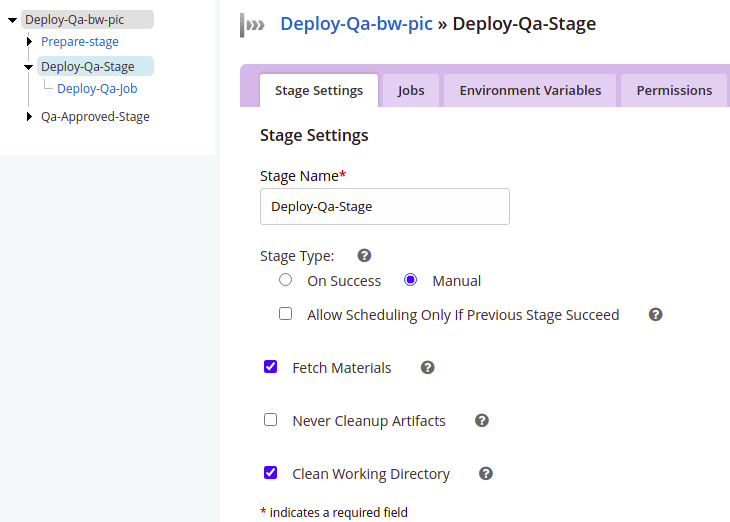 Deploy-Qa-bw-pic
Prepare-stage
Deploy-Qa-Stage
Deploy-Qa-Job
Qa-Approved-Stage
Deploy-Qa-bw-pic » Deploy-Qa-Stage
Stage Settings Jobs Environment Variables Permissions
Stage Settings
Stage Name*
Deploy-Qa-Stage
Stage Type: ?
On Success Manual
Allow Scheduling Only If Previous Stage Succeed ?
Fetch Materials ?
Never Cleanup Artifacts ?
Clean Working Directory ?
* indicates a required field